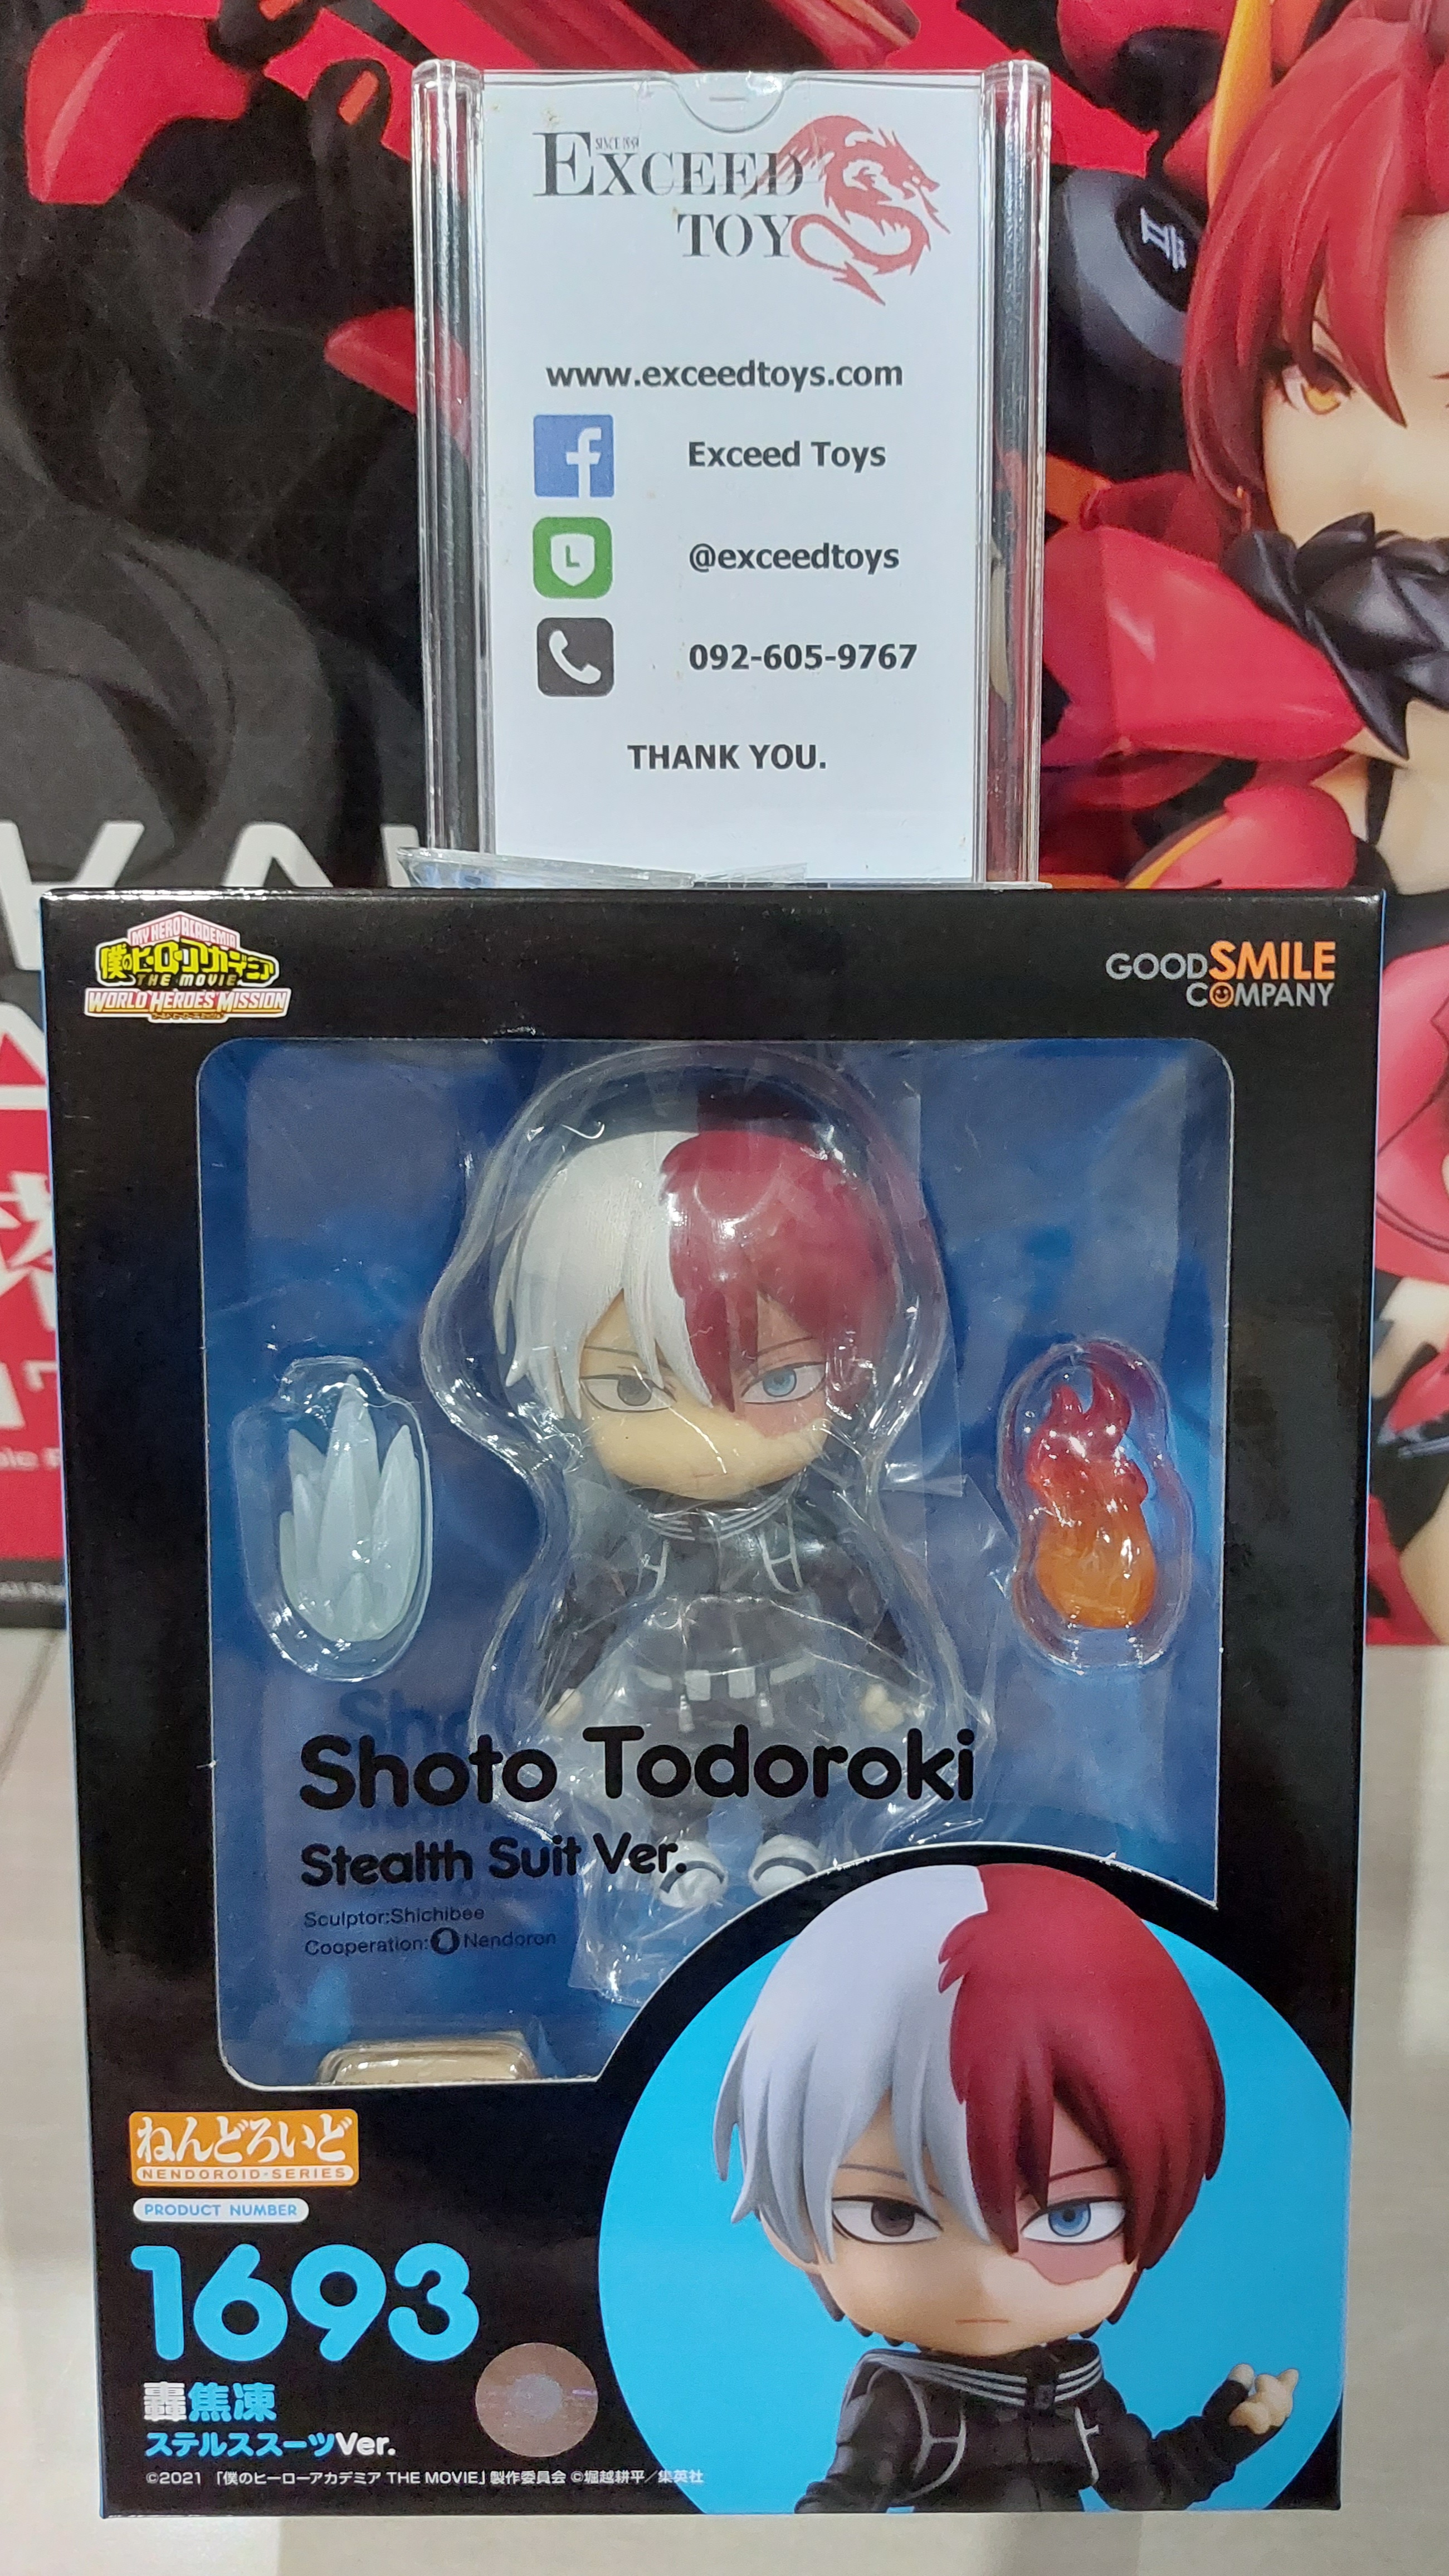 SINCE 1989
EXCEED
TOY
www.exceedtoys.com
Exceed Toys
L
@exceedtoys
092-605-9767
THANK YOU.
MY HERO ACADEMIA
僕のヒーローアカデミア
THE MOVIE
WORLD HEROES MISSION
GOOD SMILE
COMPANY
Shoto Todoroki
Stealth Suit Ver.
Sculptor:Shichibee
Cooperation: Nendoron
ねんどろいど
NENDOROID-SERIES
PRODUCT NUMBER
1693
轟焦凍
ステルススーツVer.
©2021 「僕のヒーローアカデミア THE MOVIE」製作委員会 ©堀越耕平／集英社